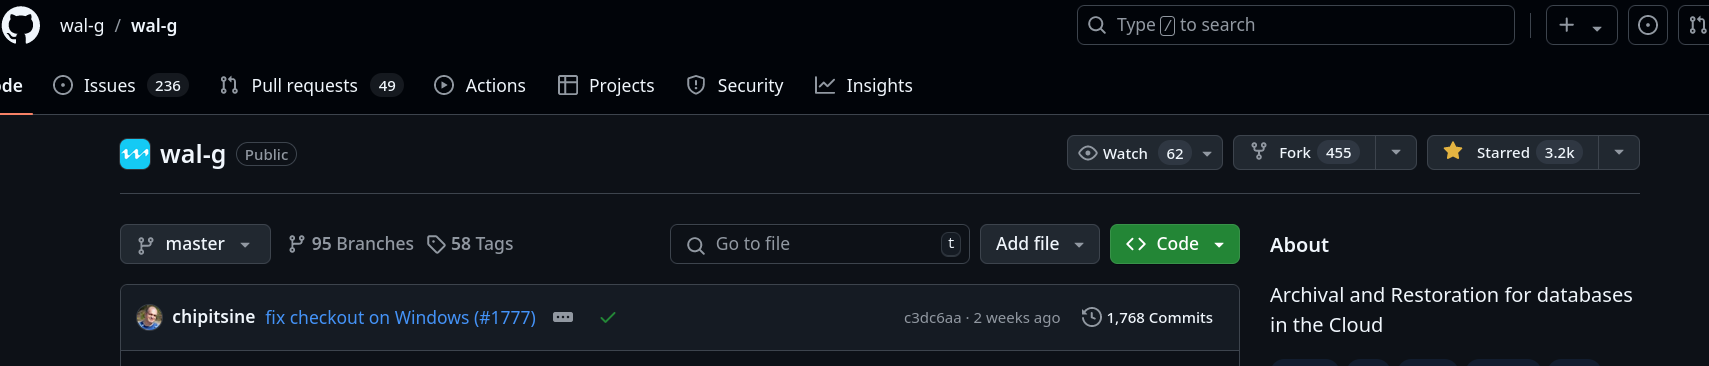 wal-g / wal-g Type / to search
ode Issues 236 Pull requests 49 Actions Projects Security Insights
wal-g Public Watch 62 Fork 455 Starred 3.2k
master 95 Branches 58 Tags Go to file t Add file Code About
chipitsine fix checkout on Windows (#1777) c3dc6aa · 2 weeks ago 1,768 Commits
Archival and Restoration for databases
in the Cloud